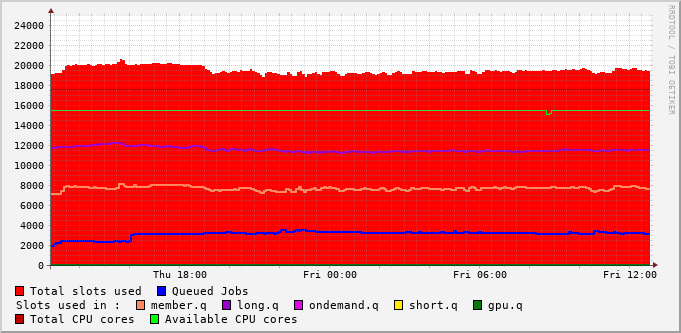 RRDTOOL / TOBI OETIKER
24000
22000
20000
18000
16000
14000
12000
10000
8000
6000
4000
2000
0
Thu 18:00 Fri 00:00 Fri 06:00 Fri 12:00
Total slots used Queued Jobs
Slots used in : member.q long.q ondemand.q short.q gpu.q
Total CPU cores Available CPU cores